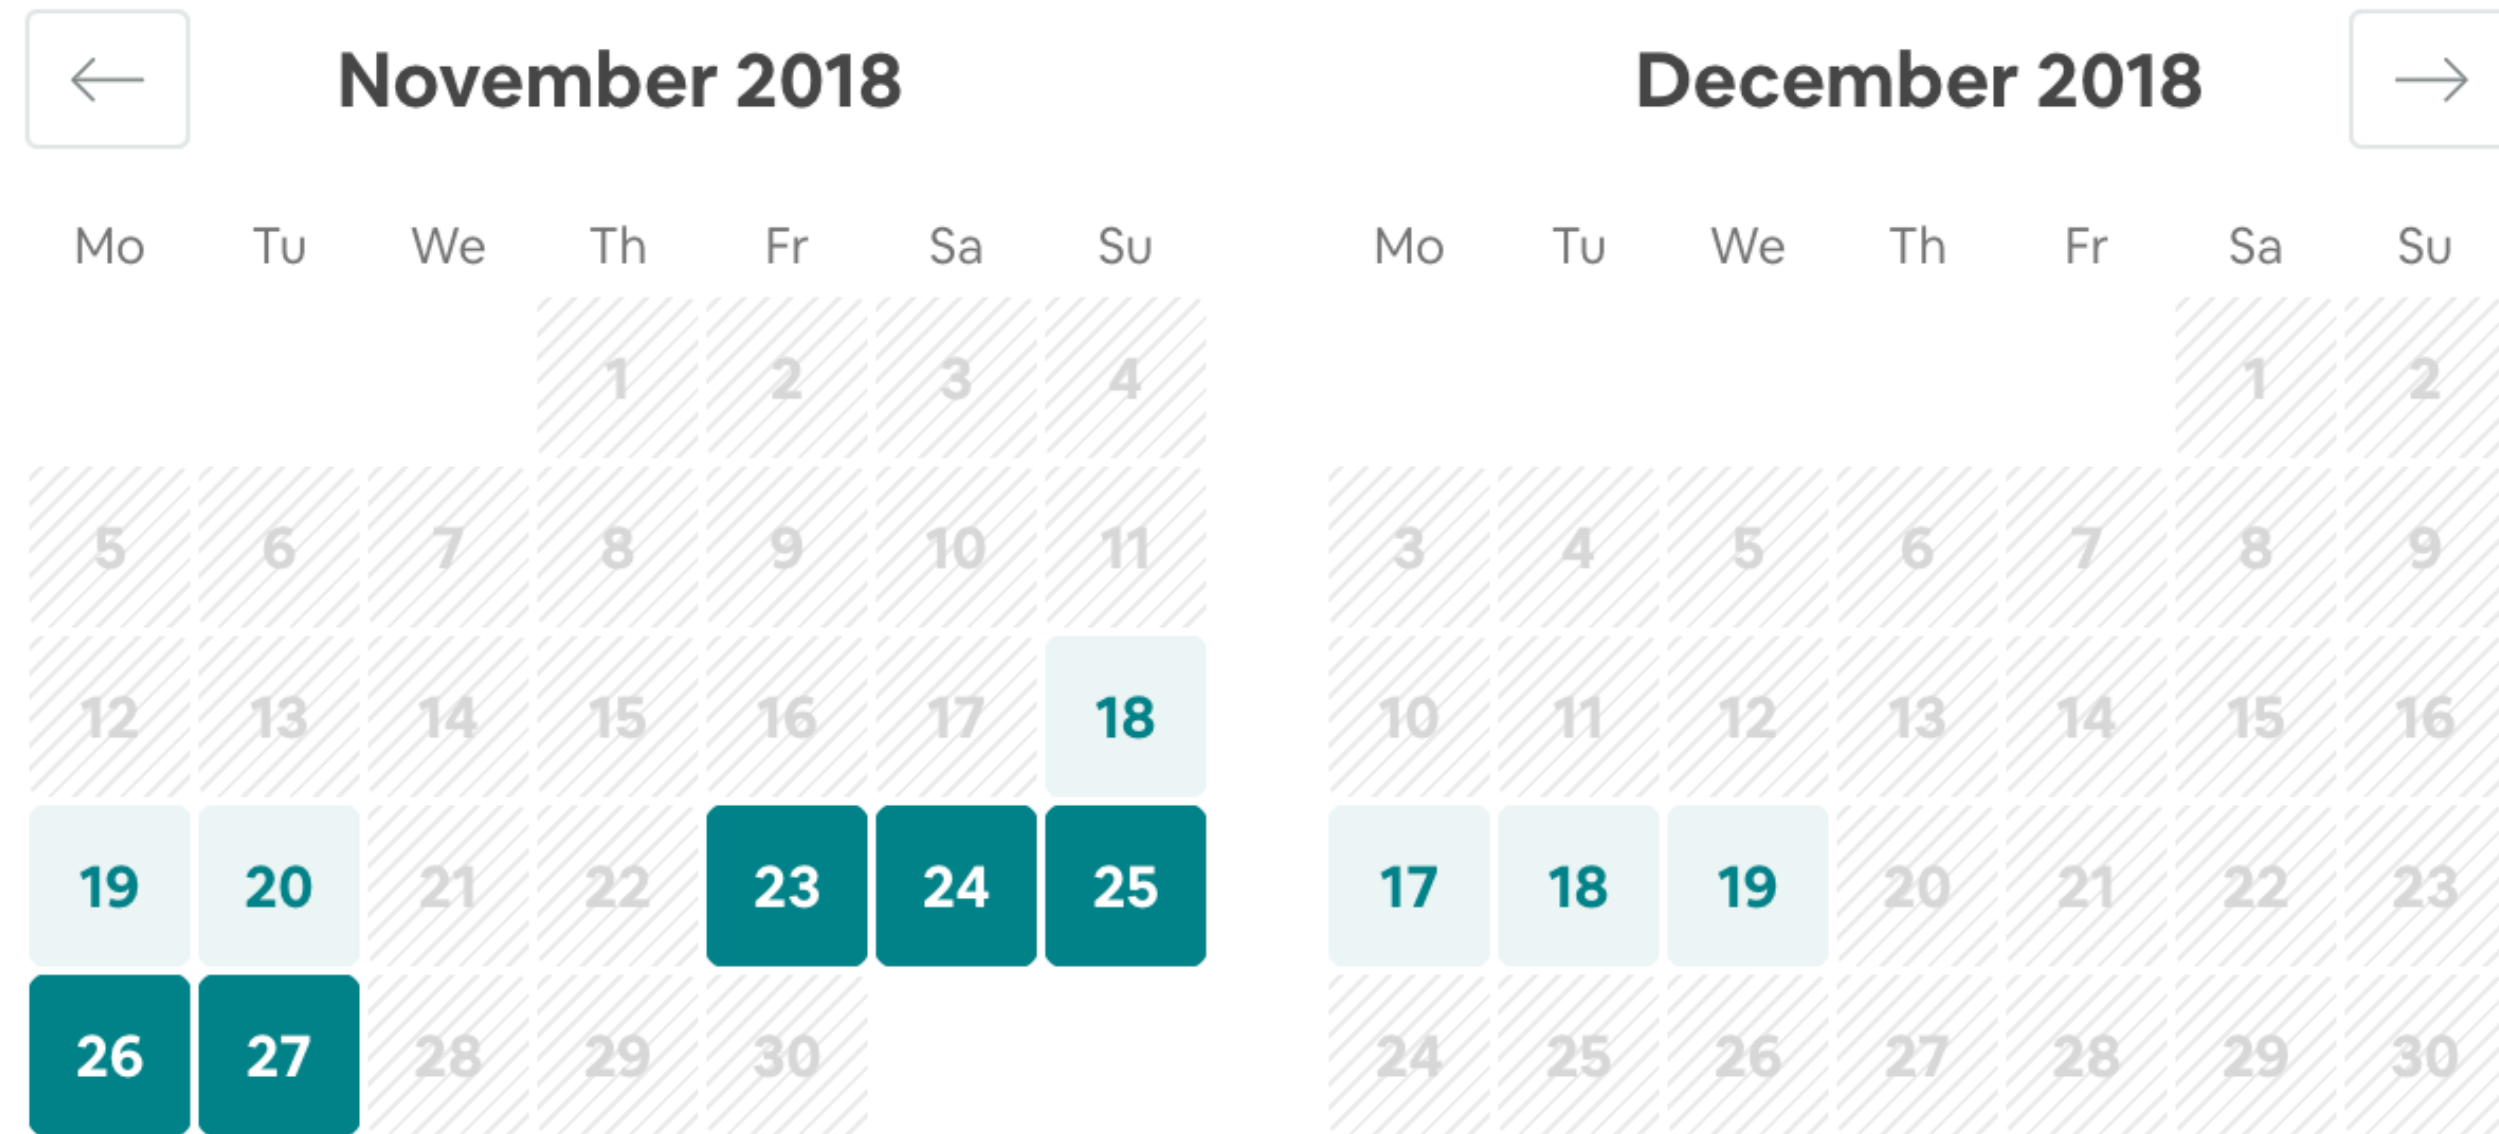 November 2018
Mo Tu We Th Fr Sa Su
1 2 3 4
5 6 7 8 9 10 11
12 13 14 15 16 17 18
19 20 21 22 23 24 25
26 27 28 29 30
December 2018
Mo Tu We Th Fr Sa Su
1 2
3 4 5 6 7 8 9
10 11 12 13 14 15 16
17 18 19 20 21 22 23
24 25 26 27 28 29 30